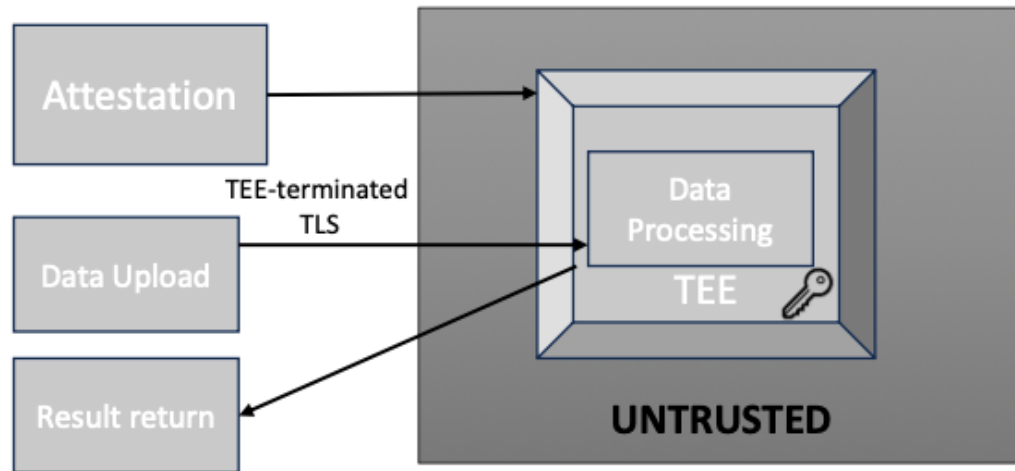 Attestation
TEE-terminated
TLS
Data Upload
Result return
Data
Processing
TEE
UNTRUSTED